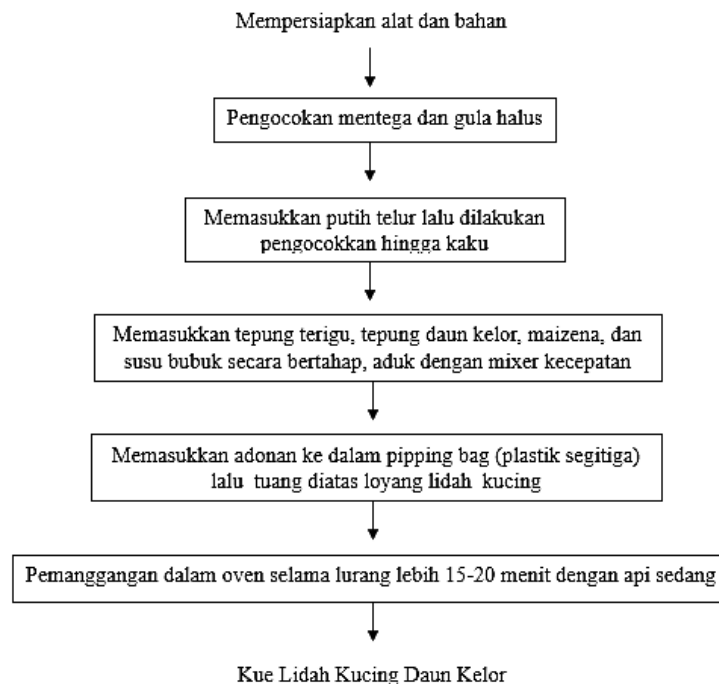 Mempersiapkan alat dan bahan
Pengocokan mentega dan gula halus
Memasukkan putih telur lalu dilakukan
pengocokkan hingga kaku
Memasukkan tepung terigu, tepung daun kelor, maizena, dan
susu bubuk secara bertahap, aduk dengan mixer kecepatan
Memasukkan adonan ke dalam pipping bag (plastik segitiga)
lalu tuang diatas loyang lidah kucing
Pemanggangan dalam oven selama lurang lebih 15-20 menit dengan api sedang
Kue Lidah Kucing Daun Kelor